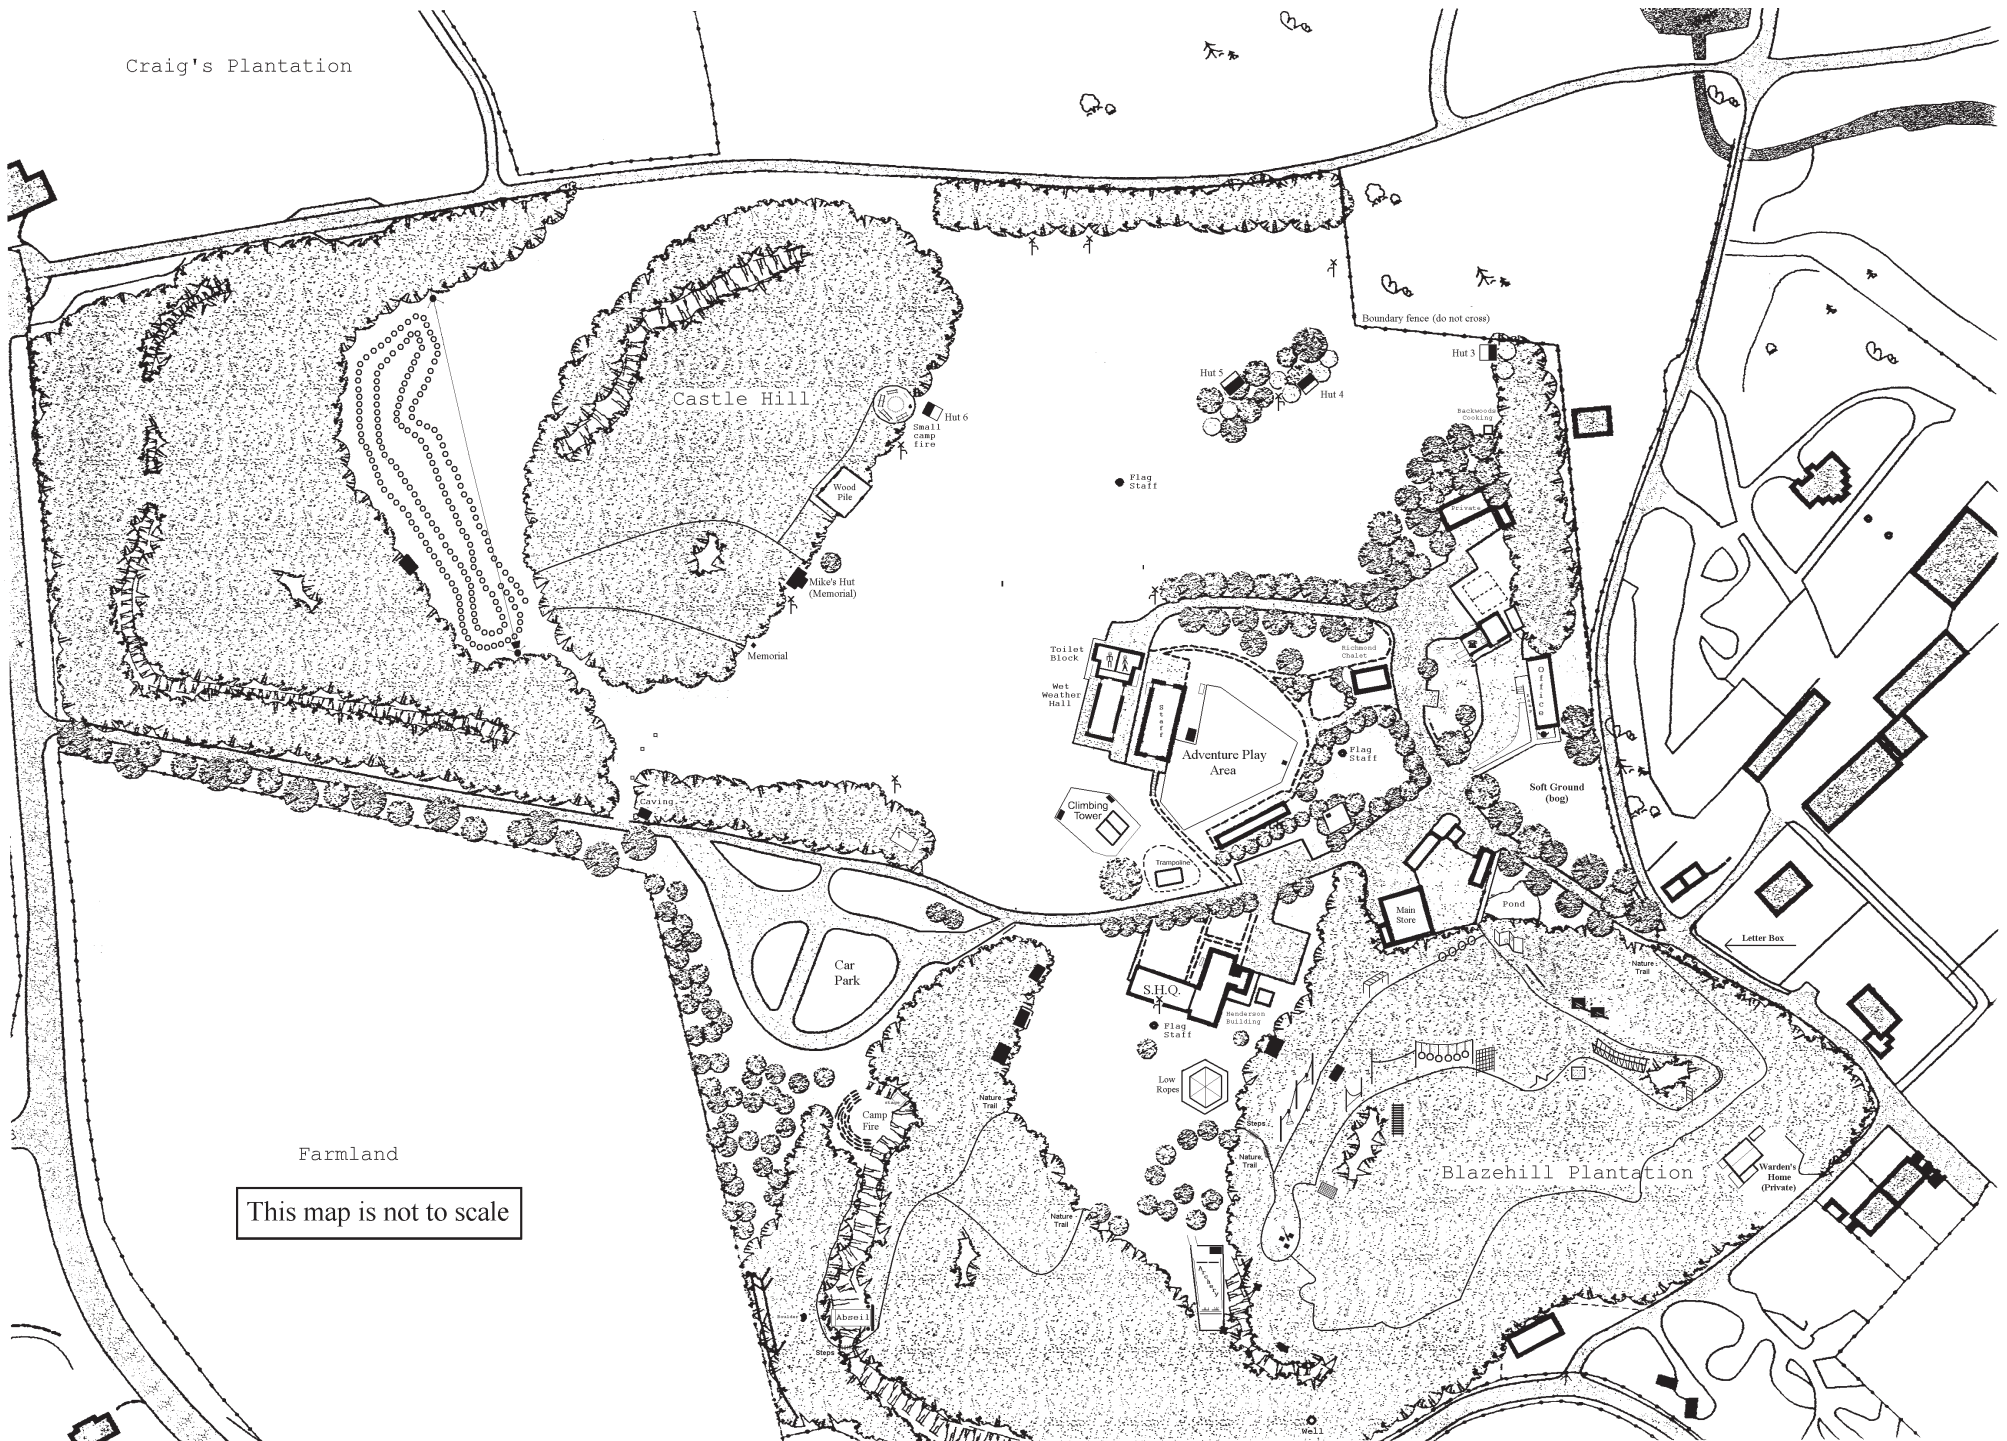 Craig's Plantation
Boundary fence (do not cross)
Hut 3
Hut 5
Hut 4
Castle Hill
Hut 6
Small
camp
fire
Backwoods
Cooking
Flag
Staff
Wood
Pile
Private
Mike's Hut
(Memorial)
Memorial
Toilet
Block
Richmond
Chalet
Wet
Weather
Hall
Staff
Office
Adventure Play
Area
Flag
Staff
Soft Ground
(bog)
Caving
Climbing
Tower
Trampoline
Main
Store
Pond
Letter Box
Car
Park
Nature
Trail
S.H.Q.
Henderson
Building
Flag
Staff
Low
Ropes
Nature
Trail
stage
Camp
Fire
Steps
Nature
Trail
Farmland
Blazehill Plantation
Warden's
Home
(Private)
This map is not to scale
Nature
Trail
Boulder
Abseil
Steps
Well